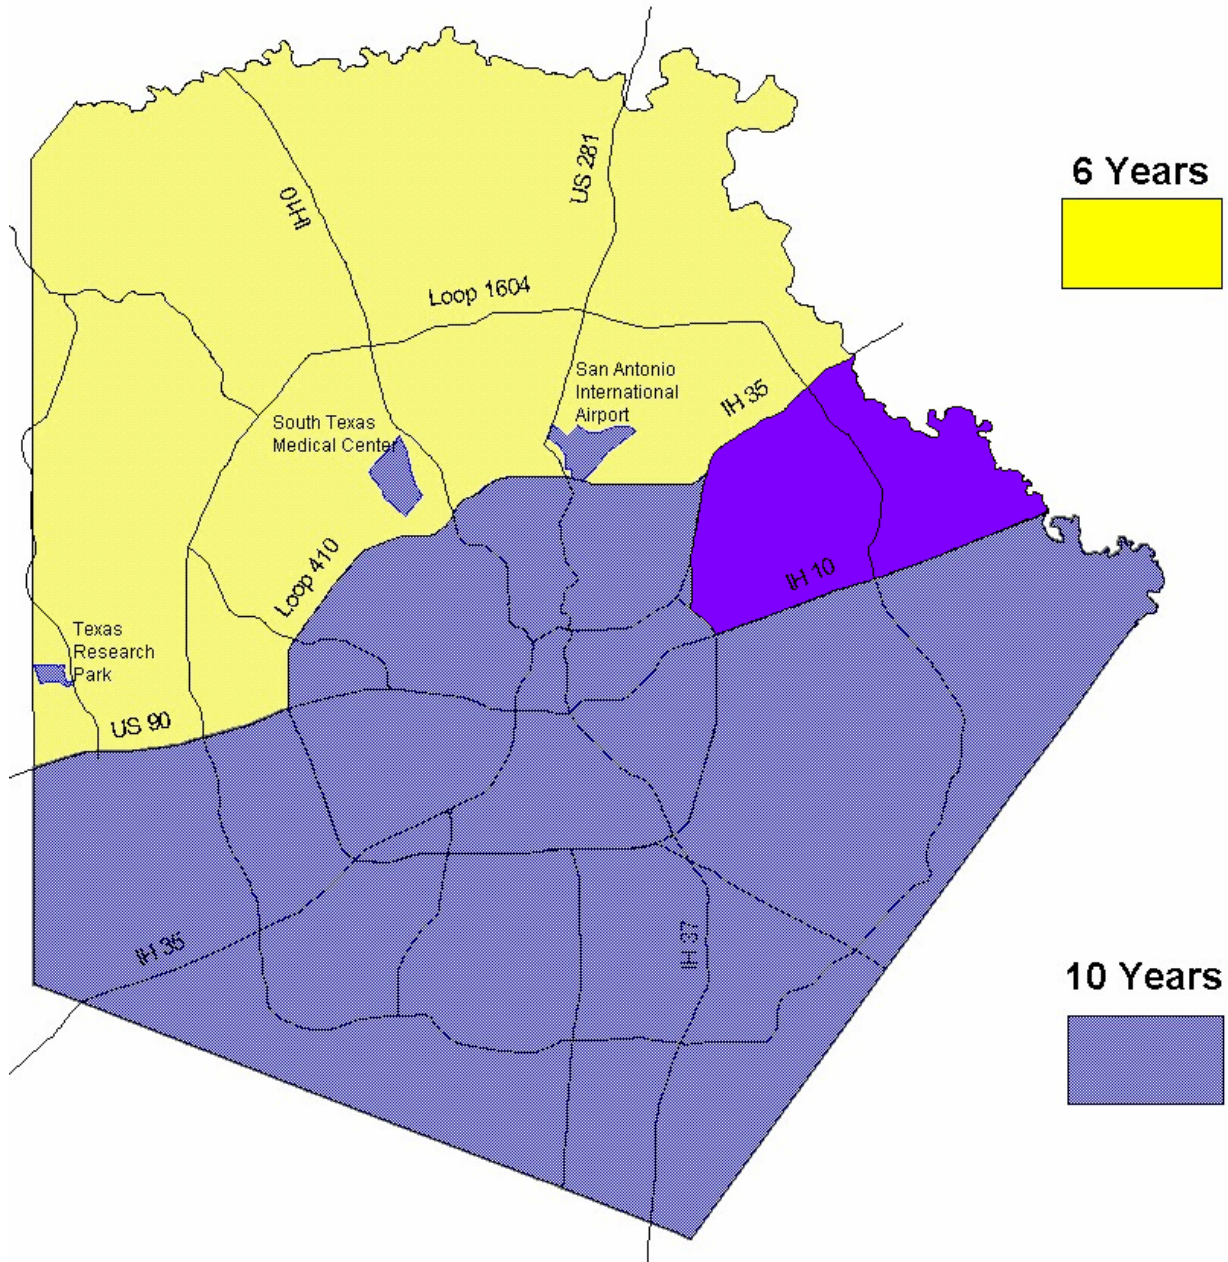 6 Years
US 281
IH10
Loop 1604
San Antonio
International
Airport
IH 35
South Texas
Medical Center
Loop 410
IH 10
Texas
Research
Park
US 90
IH 35
IH 37
10 Years